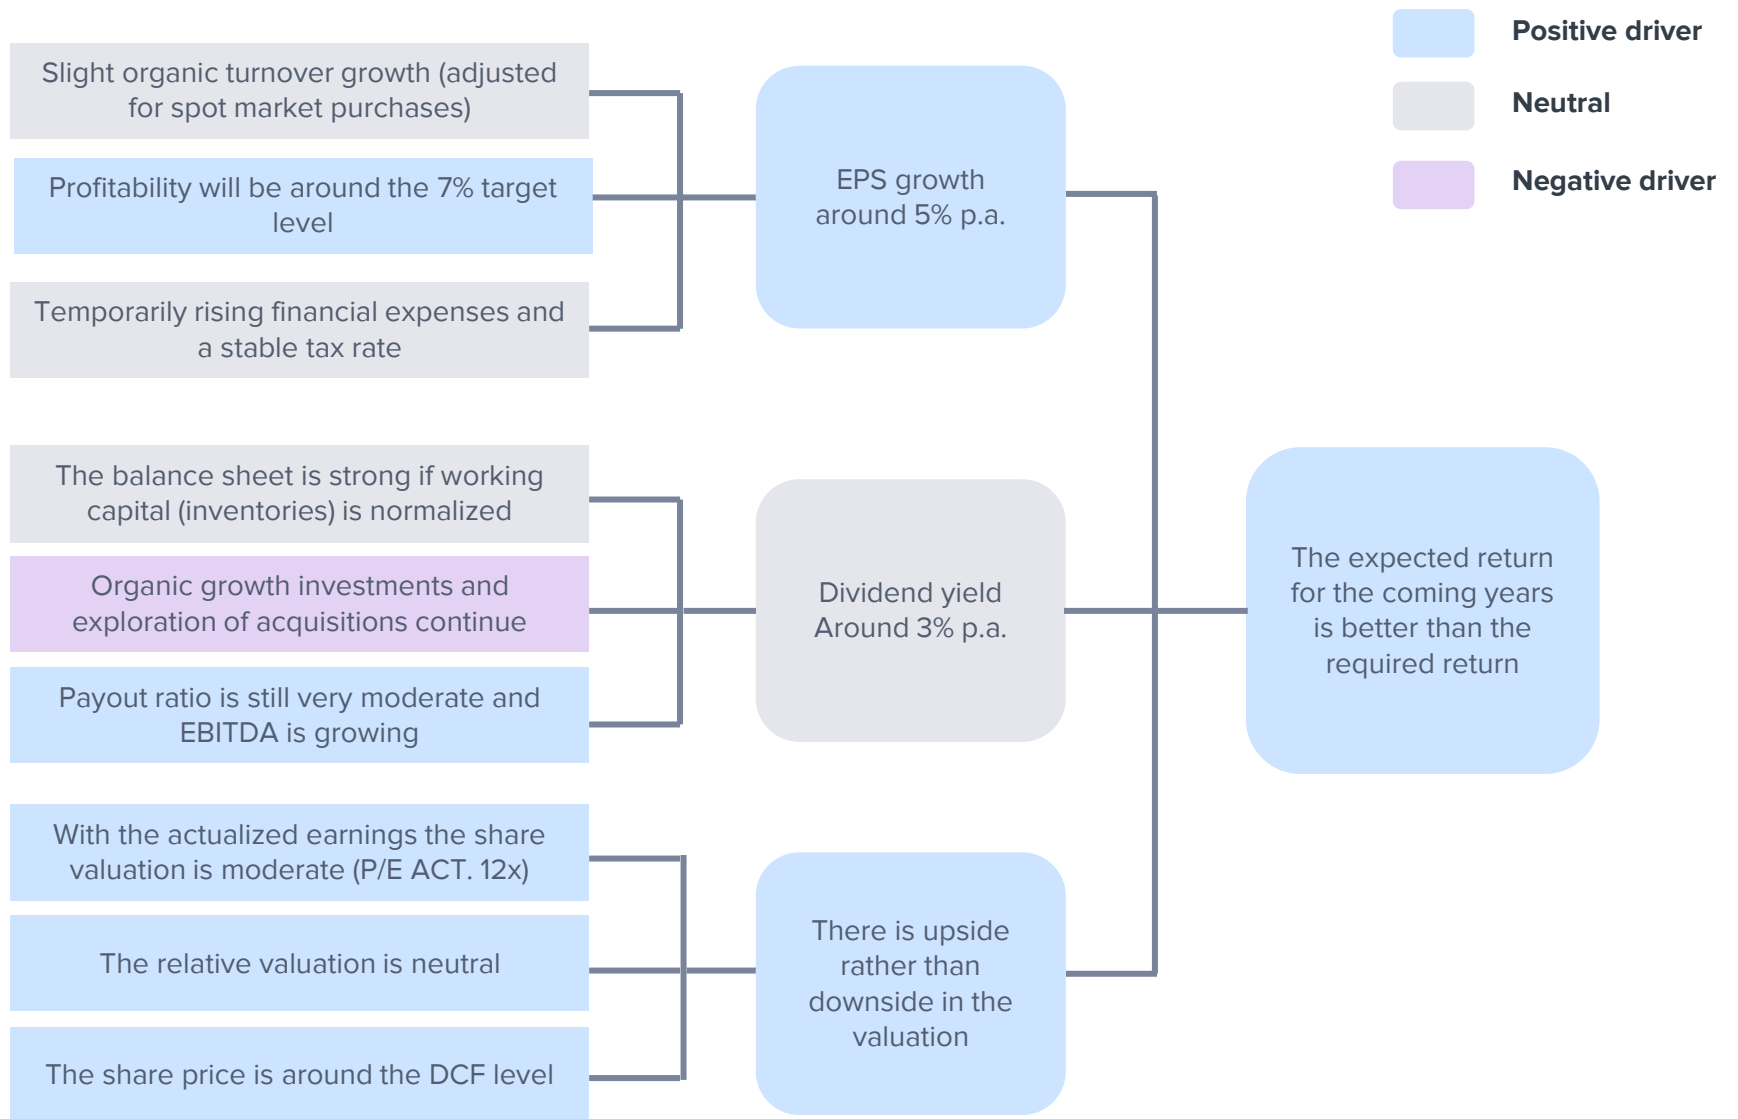 Positive driver
Neutral
Negative driver
Slight organic turnover growth (adjusted
for spot market purchases)
Profitability will be around the 7% target
level
Temporarily rising financial expenses and
a stable tax rate
EPS growth
around 5% p.a.
The balance sheet is strong if working
capital (inventories) is normalized
Organic growth investments and
exploration of acquisitions continue
Payout ratio is still very moderate and
EBITDA is growing
Dividend yield
Around 3% p.a.
With the actualized earnings the share
valuation is moderate (P/E ACT. 12x)
The relative valuation is neutral
The share price is around the DCF level
There is upside
rather than
downside in the
valuation
The expected return
for the coming years
is better than the
required return